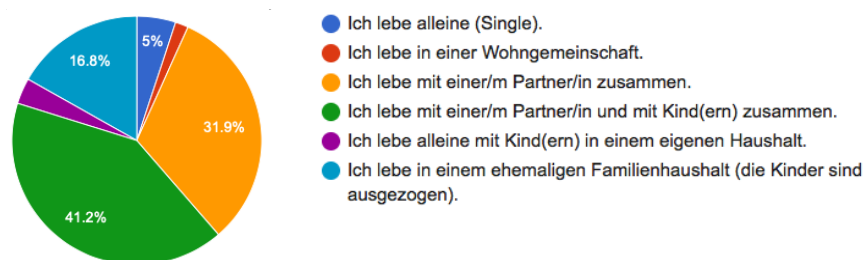 5%
16.8%
31.9%
41.2%
Ich lebe alleine (Single).
Ich lebe in einer Wohngemeinschaft.
Ich lebe mit einer/m Partner/in zusammen.
Ich lebe mit einer/m Partner/in und mit Kind(ern) zusammen.
Ich lebe alleine mit Kind(ern) in einem eigenen Haushalt.
Ich lebe in einem ehemaligen Familienhaushalt (die Kinder sind
ausgezogen).